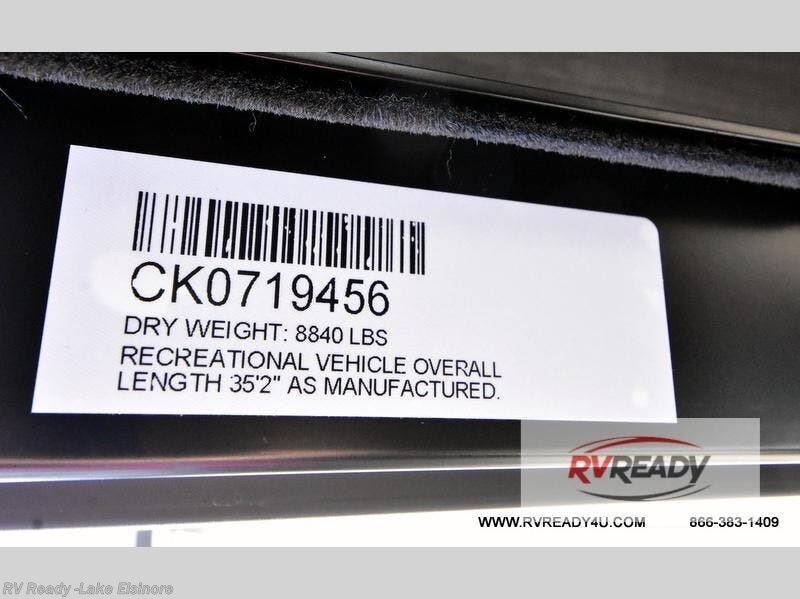 CK0719456
DRY WEIGHT: 8840 LBS
RECREATIONAL VEHICLE OVERALL
LENGTH 35'2" AS MANUFACTURED.
RVREADY
WWW.RVREADY4U.COM 866-383-1409
RV Ready -Lake Elsinore